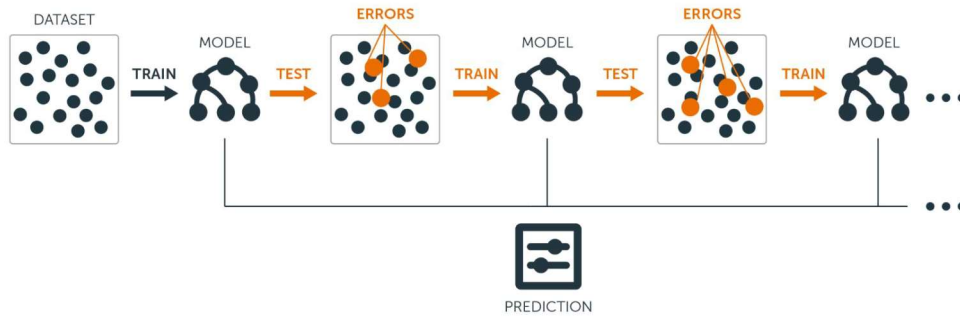 DATASET
TRAIN
MODEL
TEST
ERRORS
TRAIN
MODEL
TEST
ERRORS
TRAIN
MODEL
PREDICTION